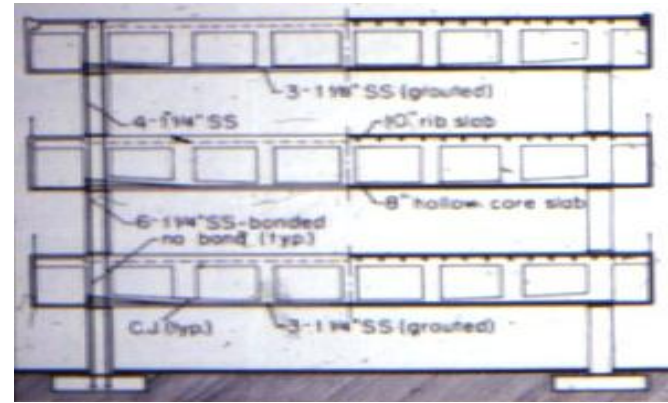 3-1⅛" SS (grouted)
4-1¼" SS
10" rib slab
8" hollow core slab
6-1¼" SS-bonded
no bond (typ.)
C.J. (typ.)
3-1¼" SS (grouted)